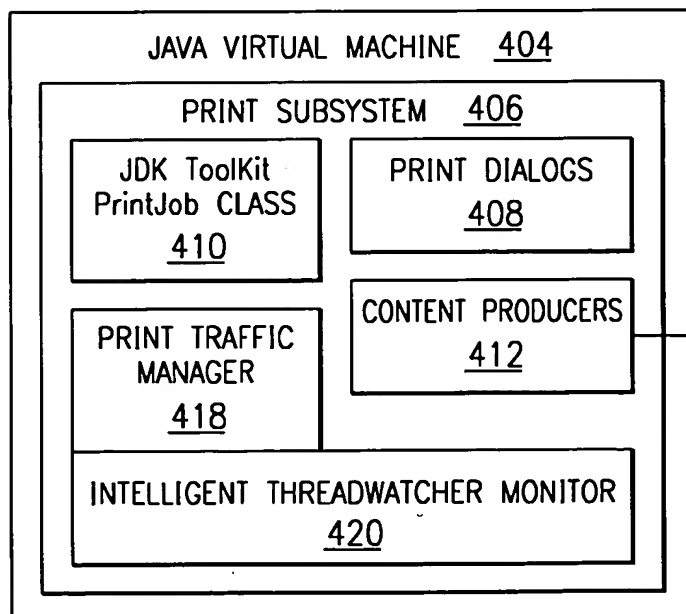 JAVA VIRTUAL MACHINE 404
PRINT SUBSYSTEM 406
JDK ToolKit
PrintJob CLASS
410
PRINT DIALOGS
408
CONTENT PRODUCERS
412
PRINT TRAFFIC
MANAGER
418
INTELLIGENT THREADWATCHER MONITOR
420